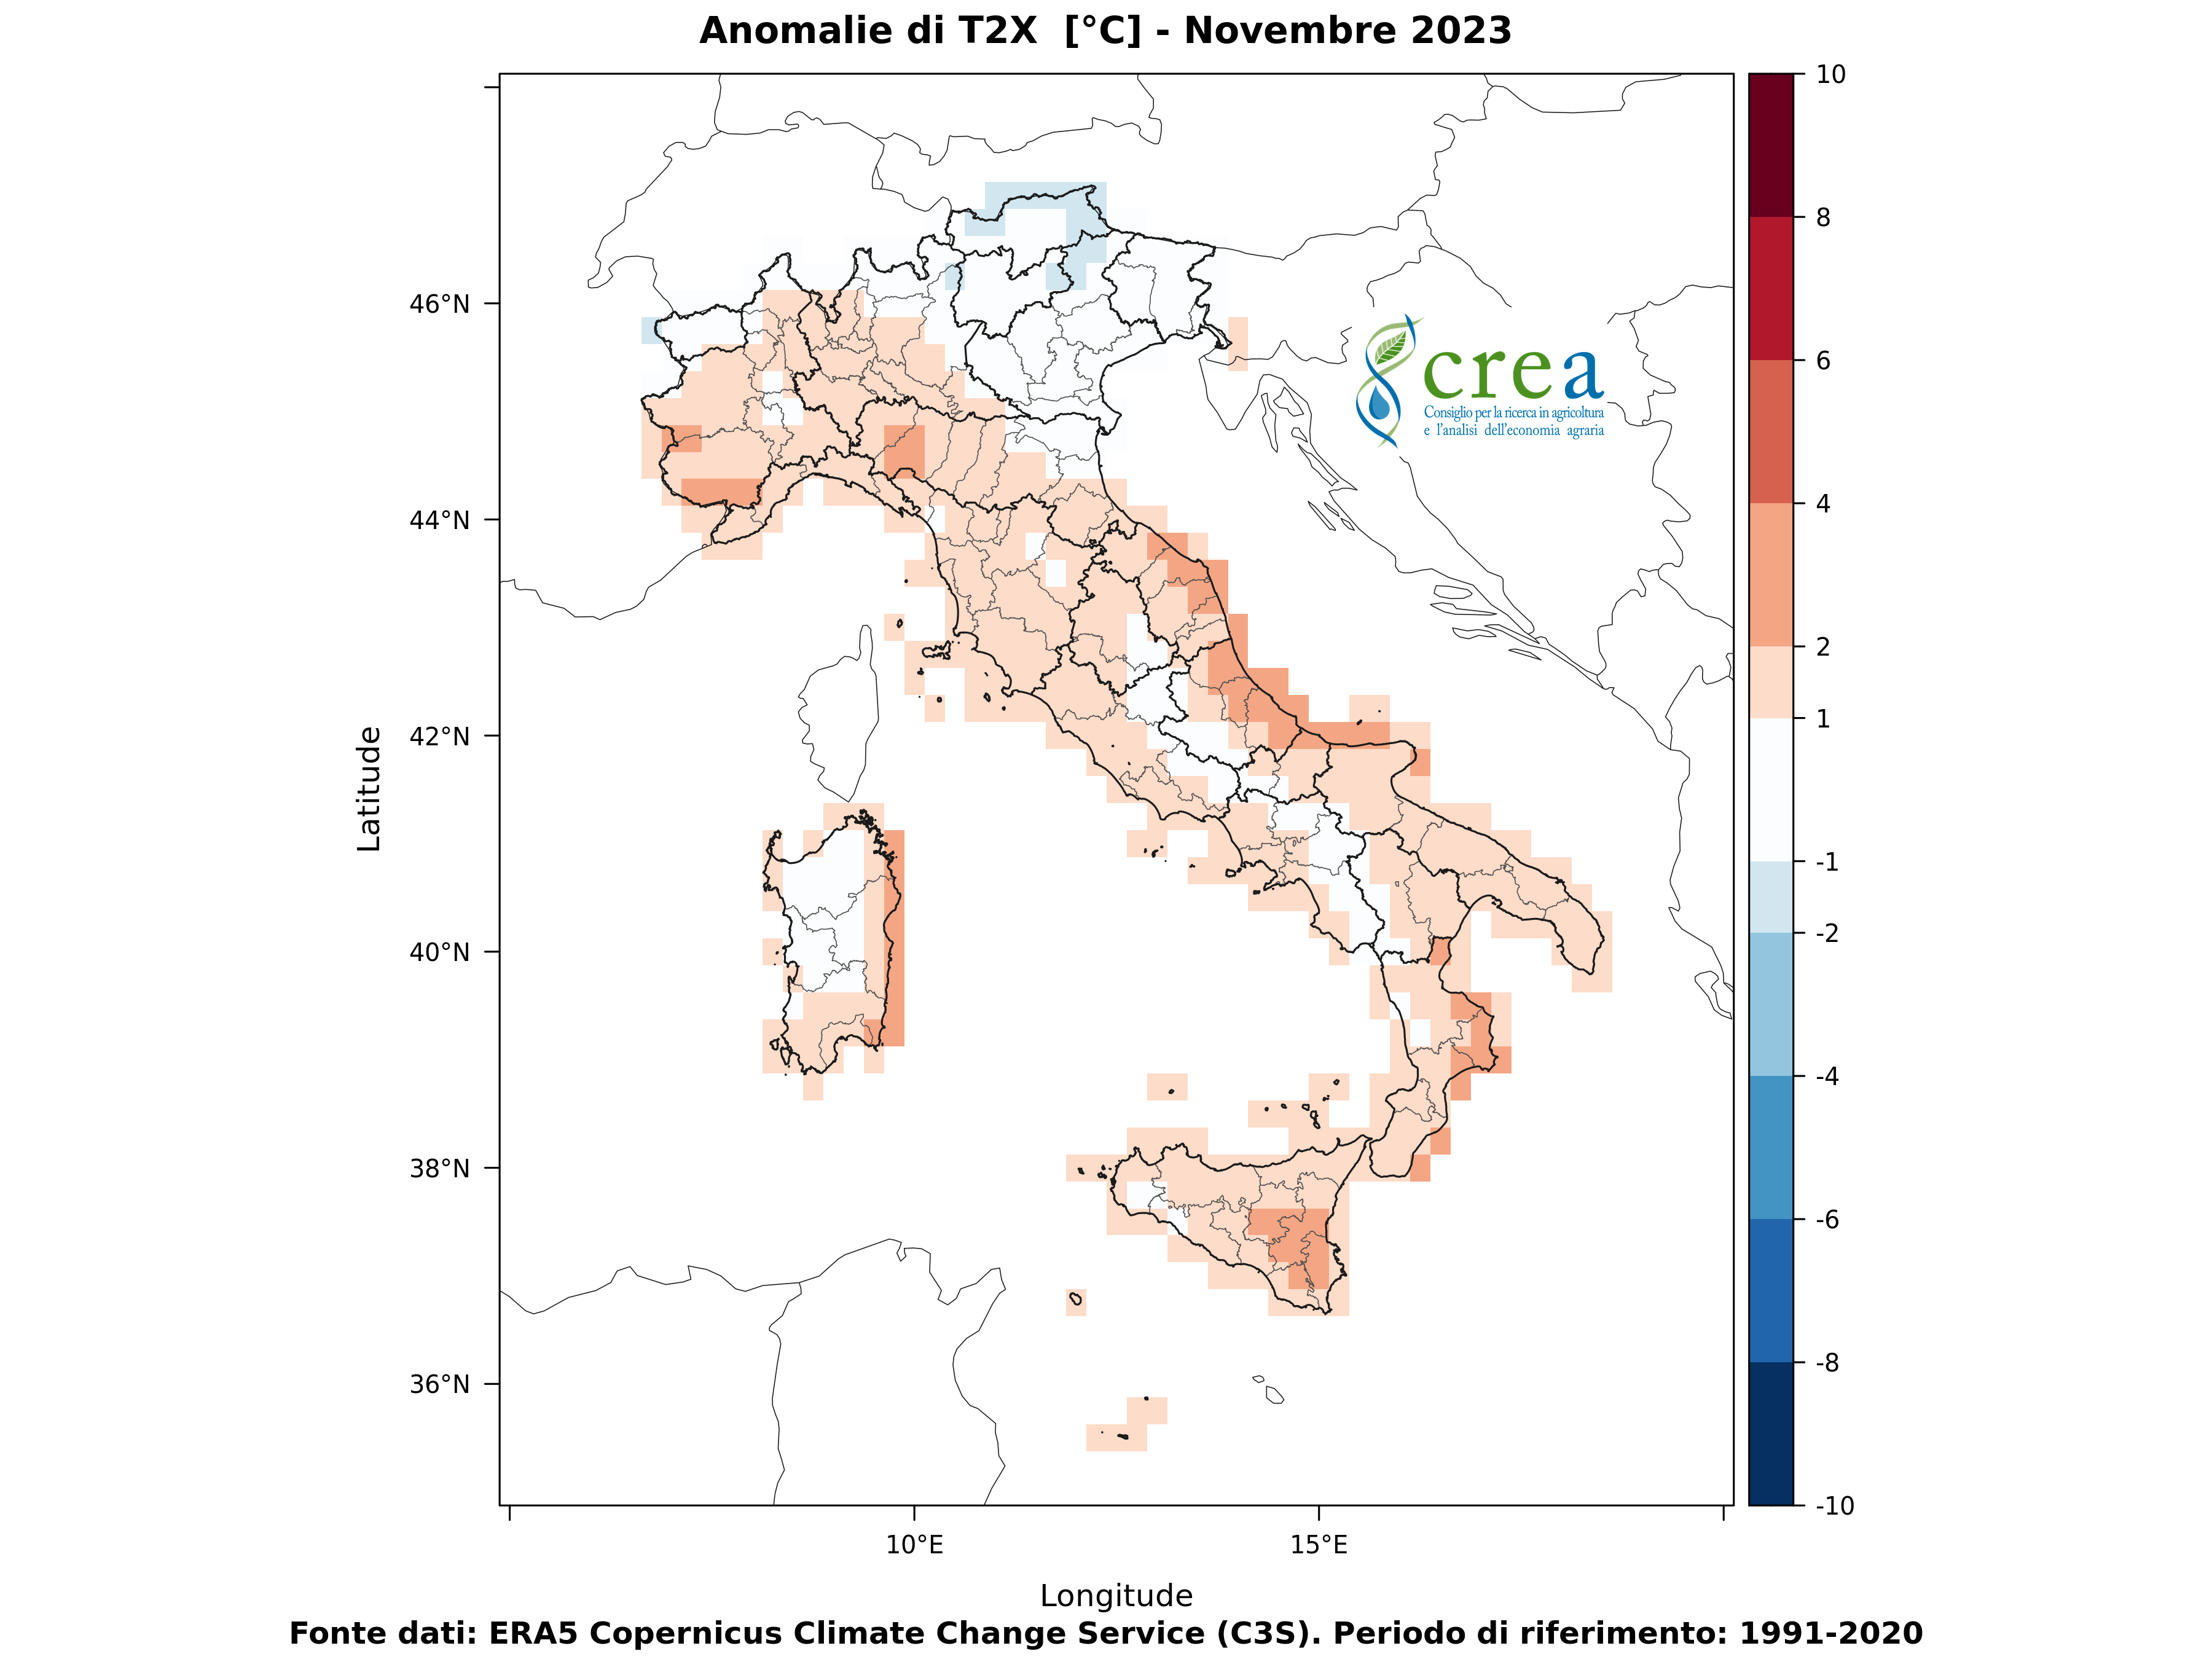 Anomalie di T2X [°C] - Novembre 2023
10
8
6
4
2
1
-1
-2
-4
-6
-8
-10
46°N
44°N
42°N
40°N
38°N
36°N
Latitude
crea
Consiglio per la ricerca in agricoltura
e l'analisi dell'economia agraria
10°E
15°E
Longitude
Fonte dati: ERA5 Copernicus Climate Change Service (C3S). Periodo di riferimento: 1991-2020